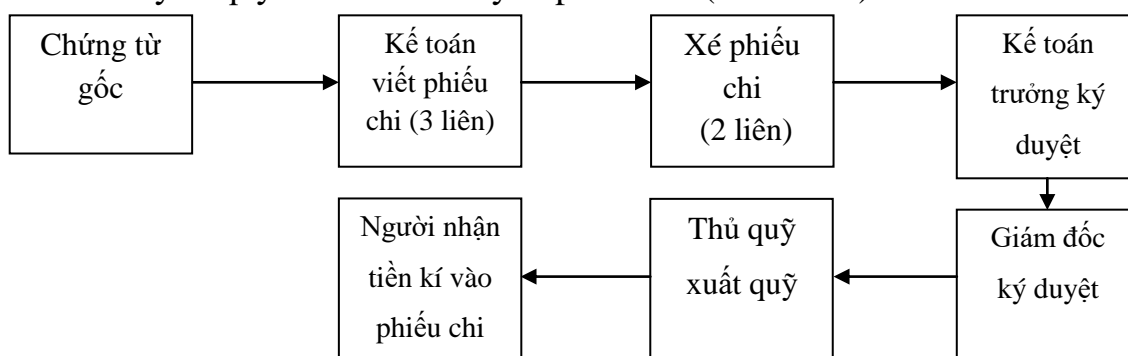 Chứng từ
gốc
Kế toán
viết phiếu
chi (3 liên)
Xé phiếu
chi
(2 liên)
Kế toán
trưởng ký
duyệt
Người nhận
tiền kí vào
phiếu chi
Thủ quỹ
xuất quỹ
Giám đốc
ký duyệt